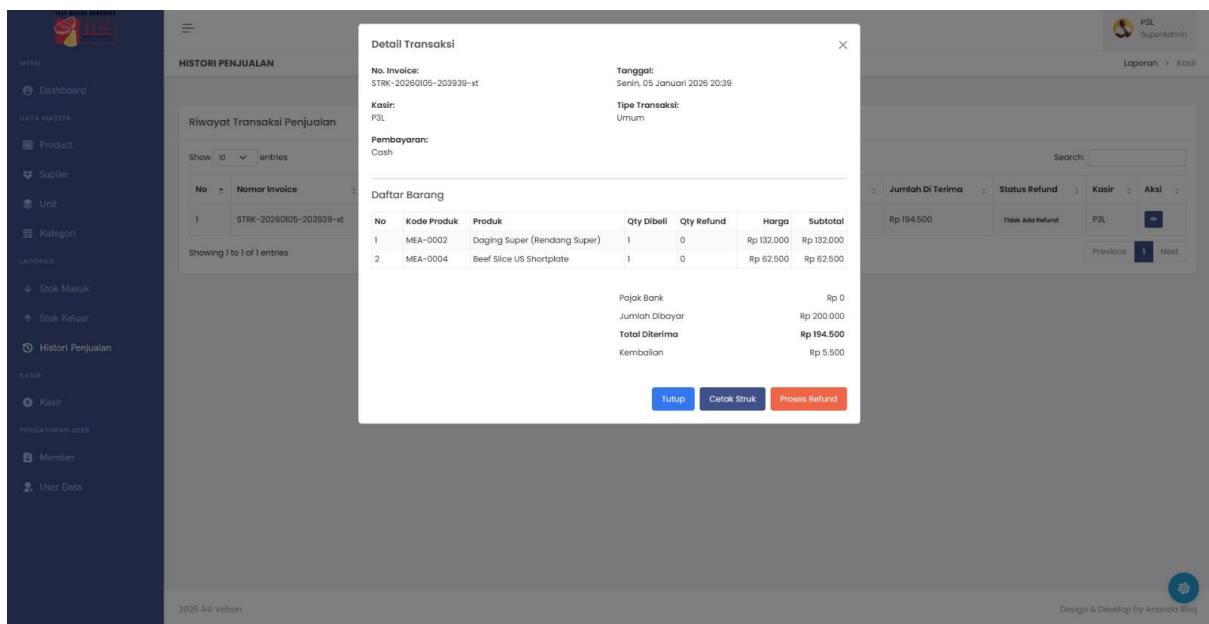 TDS
P3L
SuperAdmin
MENU
HISTORI PENJUALAN
Laporan > Kasir
Dashboard
DATA MASTER
Product
Suplier
Unit
Kategori
LAPORAN
Stok Masuk
Stok Keluar
Histori Penjualan
KASIR
Kasir
PENGATURAN USER
Member
User Data
Riwayat Transaksi Penjualan
Show 10 entries
Search:
No Nomor Invoice Jumlah Di Terima Status Refund Kasir Aksi
1 STRK-20260105-203939-xt Rp 194.500 Tidak Ada Refund P3L
Showing 1 to 1 of 1 entries
Previous 1 Next
Detail Transaksi
No. Invoice: Tanggal:
STRK-20260105-203939-xt Senin, 05 Januari 2026 20:39
Kasir: Tipe Transaksi:
P3L Umum
Pembayaran:
Cash
Daftar Barang
No Kode Produk Produk Qty Dibeli Qty Refund Harga Subtotal
1 MEA-0002 Daging Super (Rendang Super) 1 0 Rp 132.000 Rp 132.000
2 MEA-0004 Beef Slice US Shortplate 1 0 Rp 62.500 Rp 62.500
Pajak Bank Rp 0
Jumlah Dibayar Rp 200.000
Total Diterima Rp 194.500
Kembalian Rp 5.500
Tutup Cetak Struk Proses Refund
2026 Â© Velzon.
Design & Develop by Ananda Rizq